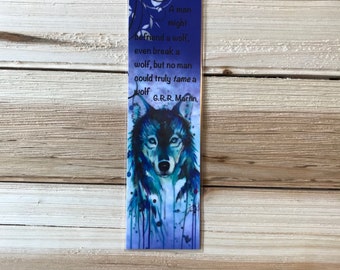 A man
might
befriend a wolf,
even break a
wolf, but no man
could truly tame a
wolf
G.R.R. Martin.